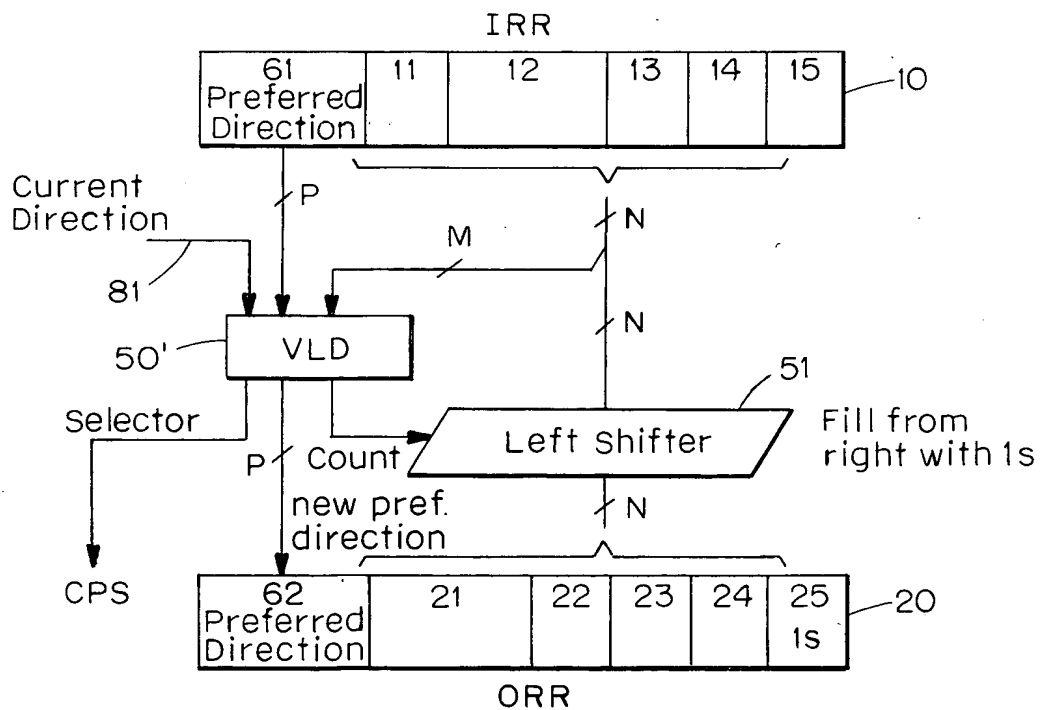 IRR
61 11 12 13 14 15
Preferred
Direction
10
P
Current
Direction
N
M
81
N
50'
VLD
51
Selector
Left Shifter
Fill from
right with 1s
P
Count
N
new pref.
direction
CPS
62 21 22 23 24 25
Preferred
Direction
1s
20
ORR